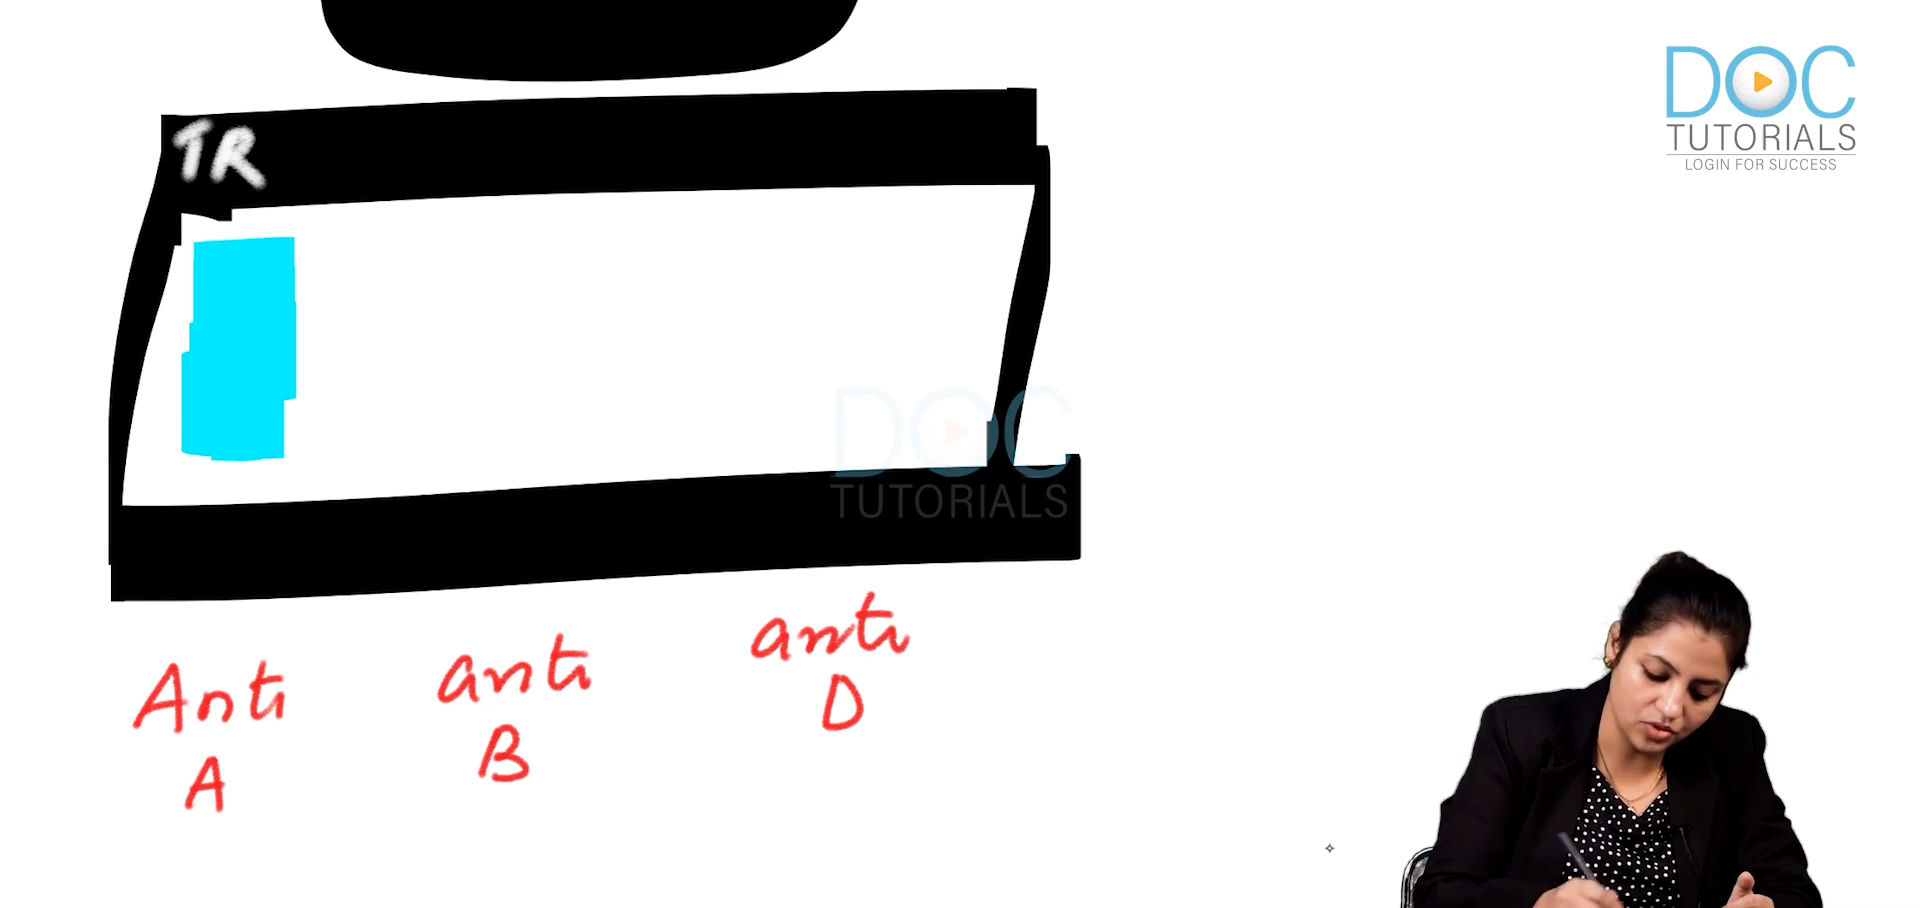 DOC
TUTORIALS
LOGIN FOR SUCCESS
TR
DOC
TUTORIALS
Anti
A
anti
B
anti
D